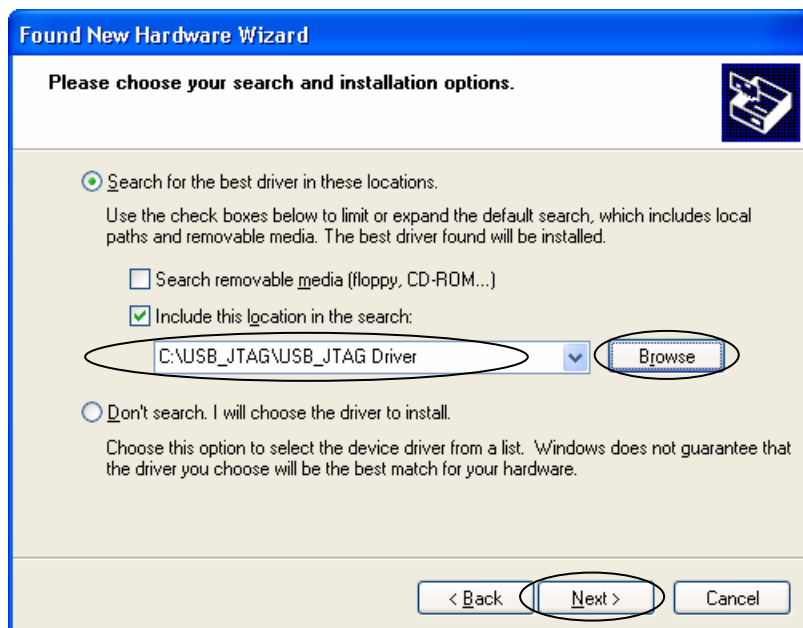 Found New Hardware Wizard
Please choose your search and installation options.
Search for the best driver in these locations.
Use the check boxes below to limit or expand the default search, which includes local
paths and removable media. The best driver found will be installed.
Search removable media (floppy, CD-ROM...)
Include this location in the search:
C:\USB_JTAG\USB_JTAG Driver
Browse
Don't search. I will choose the driver to install.
Choose this option to select the device driver from a list. Windows does not guarantee that
the driver you choose will be the best match for your hardware.
< Back Next > Cancel